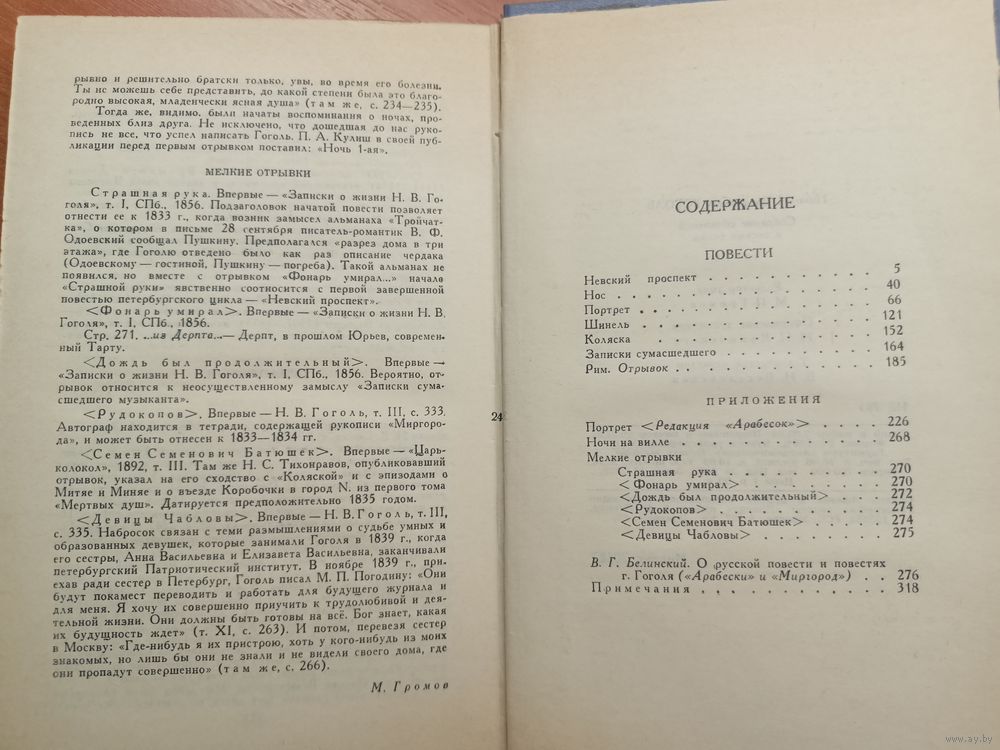 рывно и решительно братски только, увы, во время его болезни.
Ты не можешь себе представить, до какой степени была это благо-
родно высокая, младенчески ясная душа» (там же, с. 234—235).
Тогда же, видимо, были начаты воспоминания о ночах, про-
веденных близ друга. Не исключено, что дошедшая до нас руко-
пись не все, что успел написать Гоголь. П. А. Кулиш в своей пуб-
ликации перед первым отрывком поставил: «Ночь 1-ая».
МЕЛКИЕ ОТРЫВКИ
Страшная рука. Впервые — «Записки о жизни Н. В. Го-
голя», т. I, СПб., 1856. Подзаголовок начатой повести позволяет
отнести ее к 1833 г., когда возник замысел альманаха «Тройчат-
ка», о котором в письме 28 сентября писатель-романтик В. Ф.
Одоевский сообщал Пушкину. Предполагался «разрез дома в три
этажа», где Гоголю отведено было как раз описание чердака
(Одоевскому — гостиной, Пушкину — погреба). Такой альманах не
появился, но вместе с отрывком «Фонарь умирал...» начало
«Страшной руки» явственно соотносится с первой завершенной
повестью петербургского цикла — «Невский проспект».
<Фонарь умирал>. Впервые — «Записки о жизни Н. В.
Гоголя», т. I, СПб., 1856.
Стр. 271. ...из Дерпта...— Дерпт, в прошлом Юрьев, современ-
ный Тарту.
<Дождь был продолжительный>. Впервые —
«Записки о жизни Н. В. Гоголя», т. I, СПб., 1856. Вероятно, от-
рывок относится к неосуществленному замыслу «Записки сума-
сшедшего музыканта».
<Рудокопов>. Впервые — Н. В. Гоголь, т. III, с. 333.
Автограф находится в тетради, содержащей рукописи «Миргоро-
да», и может быть отнесен к 1833—1834 гг.
<Семен Семенович Батюшек>. Впервые — «Царь-
колокол», 1892, т. III. Там же Н. С. Тихонравов, опубликовавший
отрывок, указал на его сходство с «Коляской» и с эпизодами о
Митяе и Миняе и о въезде Коробочки в город N. из первого тома
«Мертвых душ». Датируется предположительно 1835 годом.
<Девицы Чабловы>. Впервые — Н. В. Гоголь, т. III,
с. 335. Набросок связан с теми размышлениями о судьбе умных и
образованных девушек, которые занимали Гоголя в 1839 г., когда
его сестры, Анна Васильевна и Елизавета Васильевна, заканчивали
петербургский Патриотический институт. В ноябре 1839 г., при-
ехав ради сестер в Петербург, Гоголь писал М. П. Погодину: «Они
будут покамест переводить и работать для будущего журнала и
для меня. Я хочу их совершенно приучить к трудолюбивой и дея-
тельной жизни. Они должны быть готовы на всё. Бог знает, какая
их будущность ждет» (т. XI, с. 263). И потом, перевезя сестер
в Москву: «Где-нибудь я их пристрою, хоть у кого-нибудь из моих
знакомых, но лишь бы они не знали и не видели своего дома, где
они пропадут совершенно» (там же, с. 266).
М. Громов
24
СОДЕРЖАНИЕ
ПОВЕСТИ
Невский проспект . . . . . . . . . . . 5
Нос . . . . . . . . . . . . . . 40
Портрет . . . . . . . . . . . . . 66
Шинель . . . . . . . . . . . . . 121
Коляска . . . . . . . . . . . . . 152
Записки сумасшедшего . . . . . . . . . 164
Рим. Отрывок . . . . . . . . . . . . 185
ПРИЛОЖЕНИЯ
Портрет <Редакция «Арабесок»> . . . . . 226
Ночи на вилле . . . . . . . . . . . 268
Мелкие отрывки
Страшная рука . . . . . . . . . . 270
<Фонарь умирал> . . . . . . . . . 270
<Дождь был продолжительный> . . . . 272
<Рудокопов> . . . . . . . . . . . 274
<Семен Семенович Батюшек> . . . . . 274
<Девицы Чабловы> . . . . . . . . 275
В. Г. Белинский. О русской повести и повестях
г. Гоголя («Арабески» и «Миргород») . . 276
Примечания . . . . . . . . . . . . 318
www.ay.by